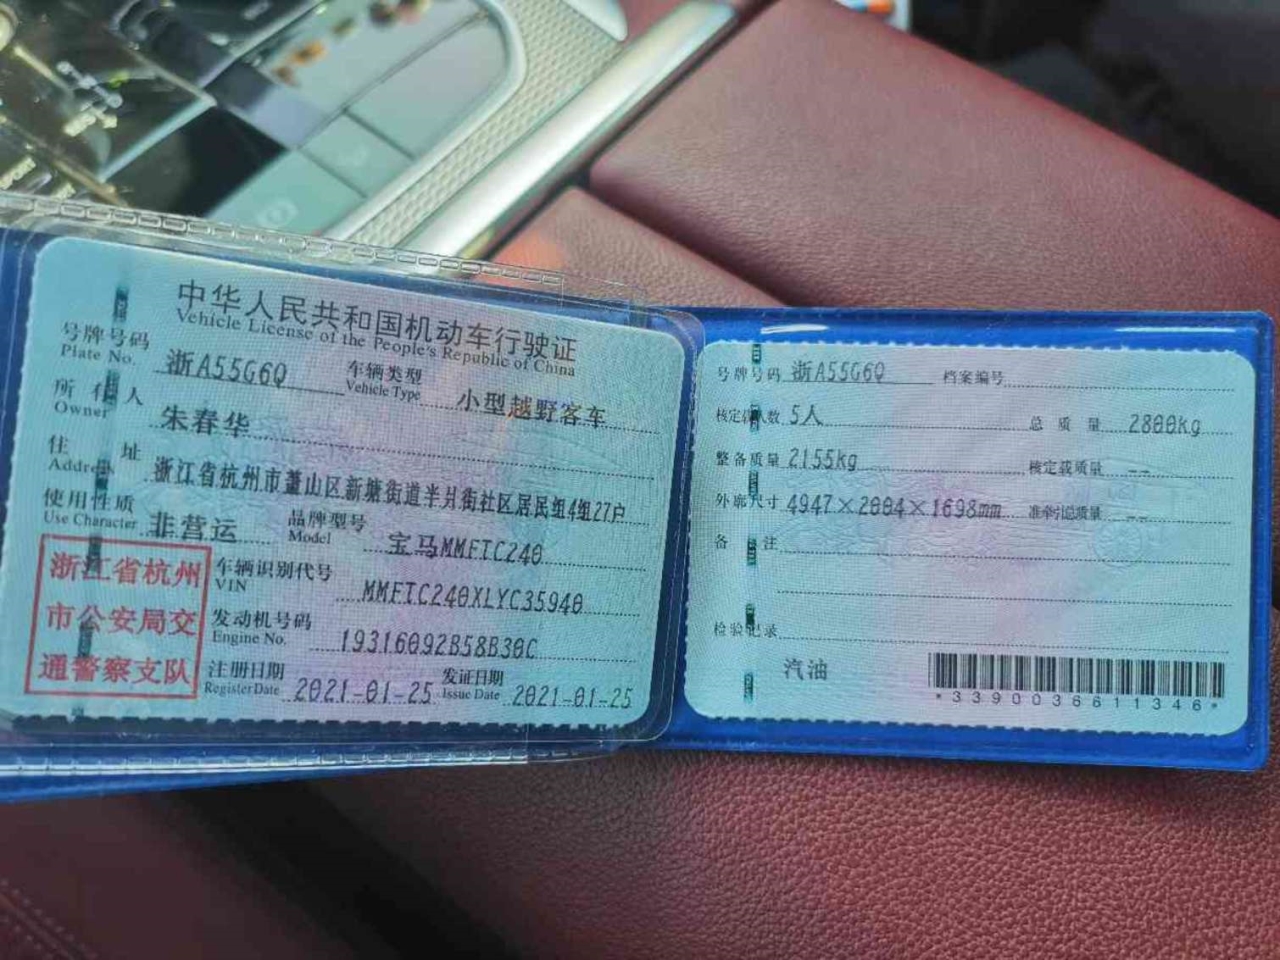 中华人民共和国机动车行驶证
Vehicle License of the People's Republic of China
号牌号码 浙A55G6Q 车辆类型 小型越野客车
Plate No. Vehicle Type
所有人 朱春华
Owner
住址 浙江省杭州市萧山区新塘街道半爿街社区居民组4组27户
Address
使用性质 非营运 品牌型号 宝马MMFTC240
Use Character Model
浙江省杭州
市公安局交
通警察支队
车辆识别代号 MMFTC240XLYC35940
VIN
发动机号码 19316092B58B30C
Engine No.
注册日期 2021-01-25 发证日期 2021-01-25
Register Date Issue Date
号牌号码 浙A55G6Q 档案编号
核定载人数 5人 总质量 2800kg
整备质量 2155kg 核定载质量 --
外廓尺寸 4947×2004×1698mm 准牵引总质量 --
备注
检验记录
汽油
*3390036611346*